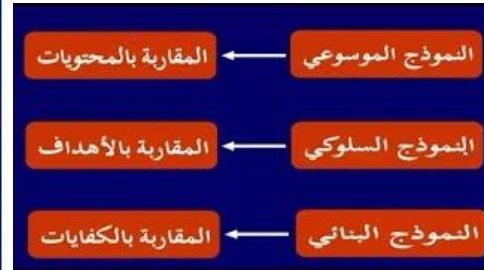 النموذج الموسوعي
المقاربة بالمحتويات
النموذج السلوكي
المقاربة بالأهداف
النموذج البنائي
المقاربة بالكفايات